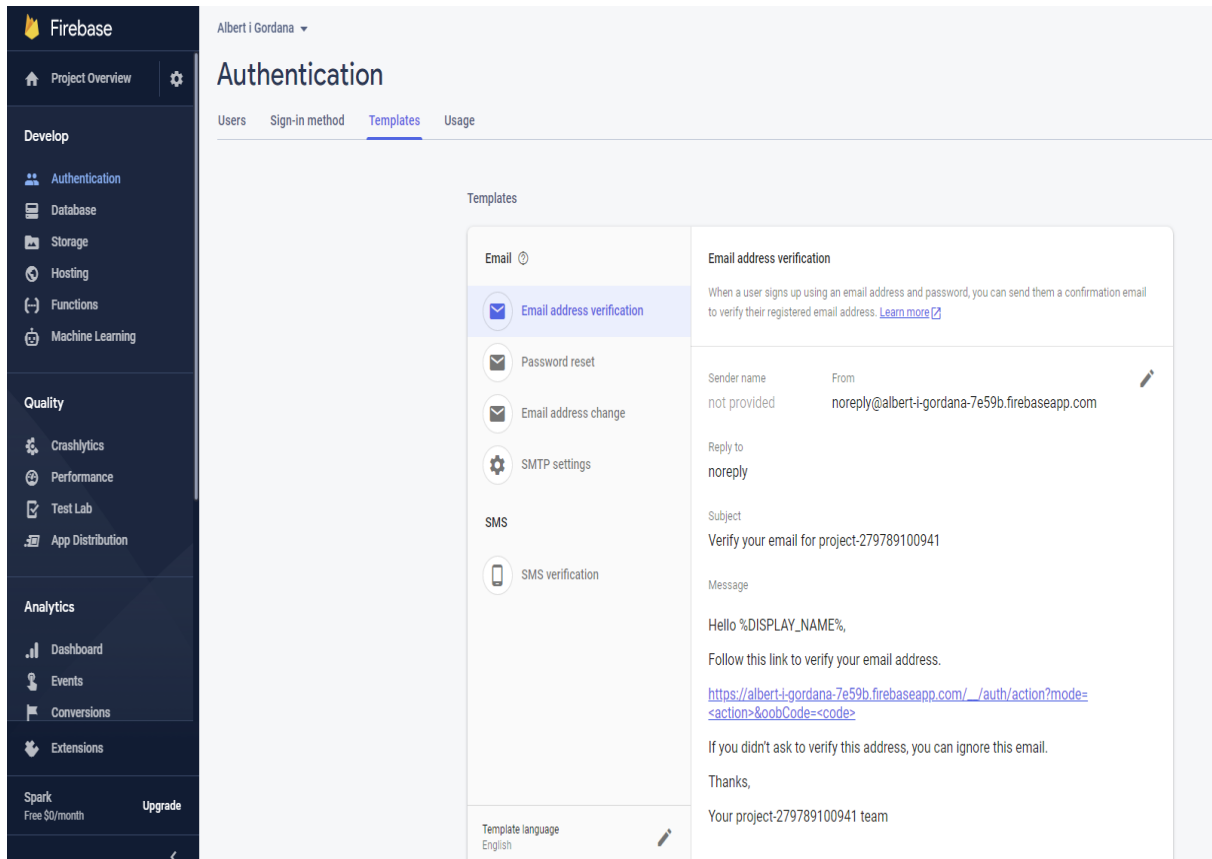 Firebase
Project Overview
Develop
Authentication
Database
Storage
Hosting
Functions
Machine Learning
Quality
Crashlytics
Performance
Test Lab
App Distribution
Analytics
Dashboard
Events
Conversions
Extensions
Spark
Free $0/month
Upgrade
Albert i Gordana
Authentication
Users Sign-in method Templates Usage
Templates
Email
Email address verification
Password reset
Email address change
SMTP settings
SMS
SMS verification
Template language
English
Email address verification
When a user signs up using an email address and password, you can send them a confirmation email
to verify their registered email address. Learn more
Sender name From
not provided noreply@albert-i-gordana-7e59b.firebaseapp.com
Reply to
noreply
Subject
Verify your email for project-279789100941
Message
Hello %DISPLAY_NAME%,
Follow this link to verify your email address.
https://albert-i-gordana-7e59b.firebaseapp.com/__/auth/action?mode=
<action>&oobCode=<code>
If you didn't ask to verify this address, you can ignore this email.
Thanks,
Your project-279789100941 team